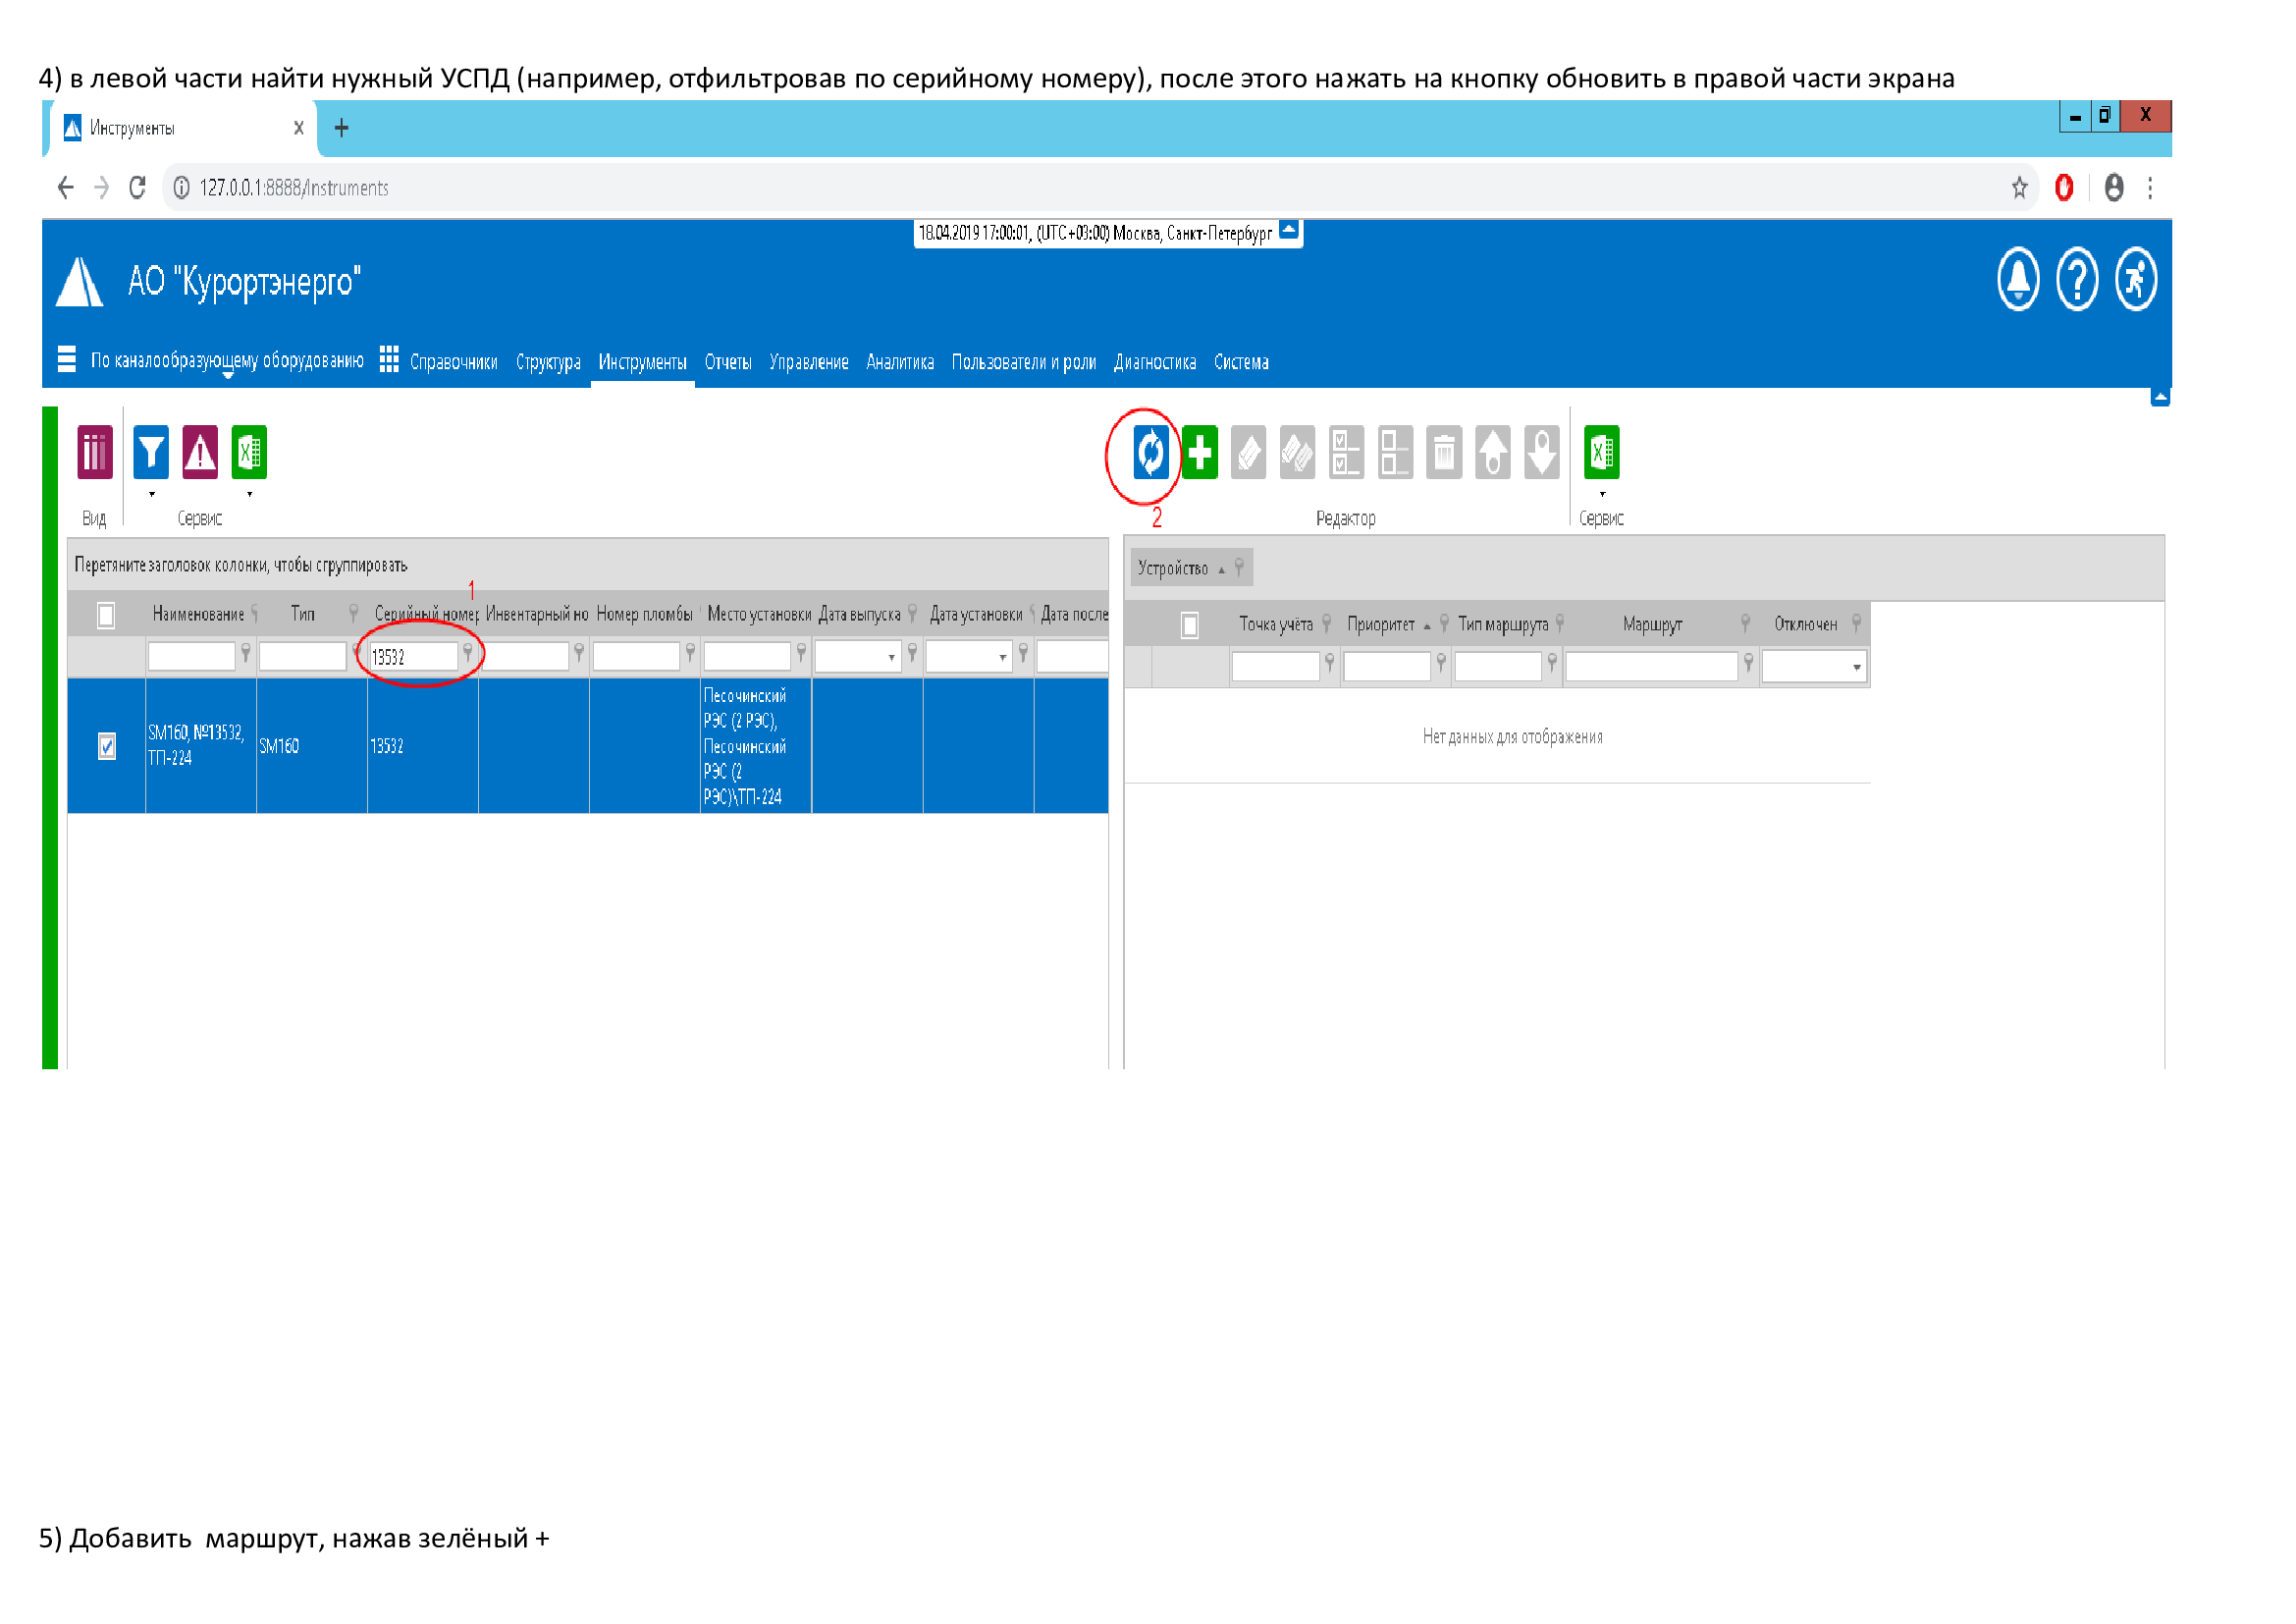 4) в левой части найти нужный УСПД (например, отфильтровав по серийному номеру), после этого нажать на кнопку обновить в правой части экрана
Инструменты
127.0.0.1:8888/Instruments
18.04.2019 17:00:01, (UTC+03:00) Москва, Санкт-Петербург
АО "Курортэнерго"
По каналообразующему оборудованию Справочники Структура Инструменты Отчеты Управление Аналитика Пользователи и роли Диагностика Система
Вид Сервис
2 Редактор Сервис
Перетяните заголовок колонки, чтобы сгруппировать
1
Устройство
Наименование Тип Серийный номер Инвентарный но Номер пломбы Место установки Дата выпуска Дата установки Дата после
Точка учёта Приоритет Тип маршрута Маршрут Отключен
13532
SM160, №13532,
ТП-224
SM160
13532
Песочинский
РЭС (2 РЭС),
Песочинский
РЭС (2
РЭС)\ТП-224
Нет данных для отображения
5) Добавить  маршрут, нажав зелёный +